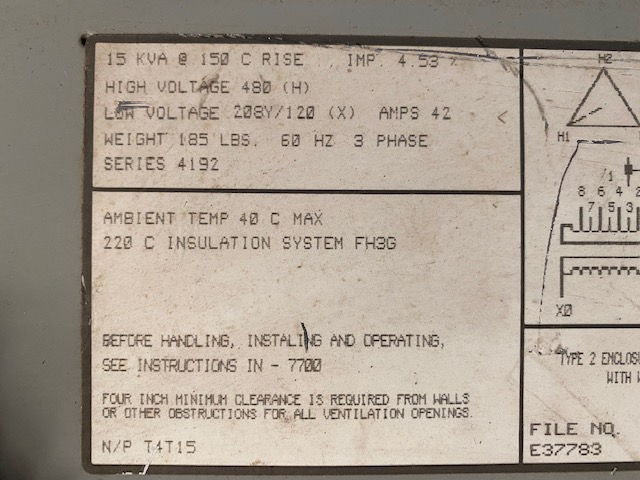 15 KVA @ 150 C RISE IMP. 4.53 %
HIGH VOLTAGE 480 (H)
LOW VOLTAGE 208Y/120 (X) AMPS 42
WEIGHT 185 LBS. 60 HZ 3 PHASE
SERIES 4192
AMBIENT TEMP 40 C MAX
220 C INSULATION SYSTEM FH3G
BEFORE HANDLING, INSTALING AND OPERATING,
SEE INSTRUCTIONS IN - 7700
FOUR INCH MINIMUM CLEARANCE IS REQUIRED FROM WALLS
OR OTHER OBSTRUCTIONS FOR ALL VENTILATION OPENINGS.
N/P T4T15
H2
H1
1
8 6 4 2
7 5 3
X0
TYPE 2 ENCLOSU
WITH W
FILE NO.
E37783